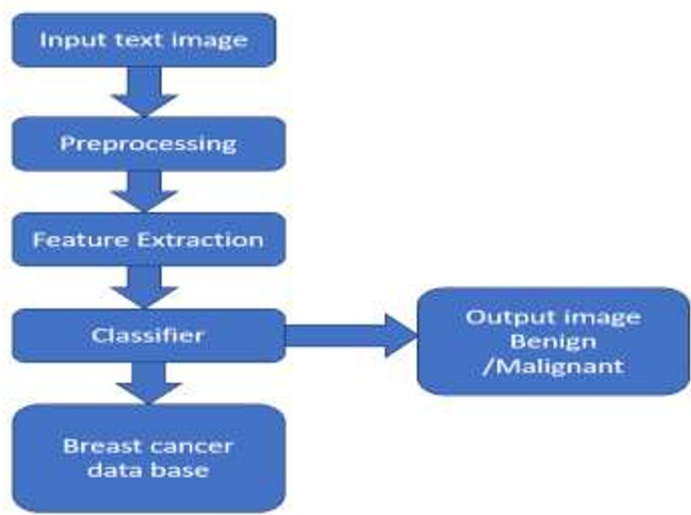 Input text image
Preprocessing
Feature Extraction
Classifier
Output image
Benign
/Malignant
Breast cancer
data base